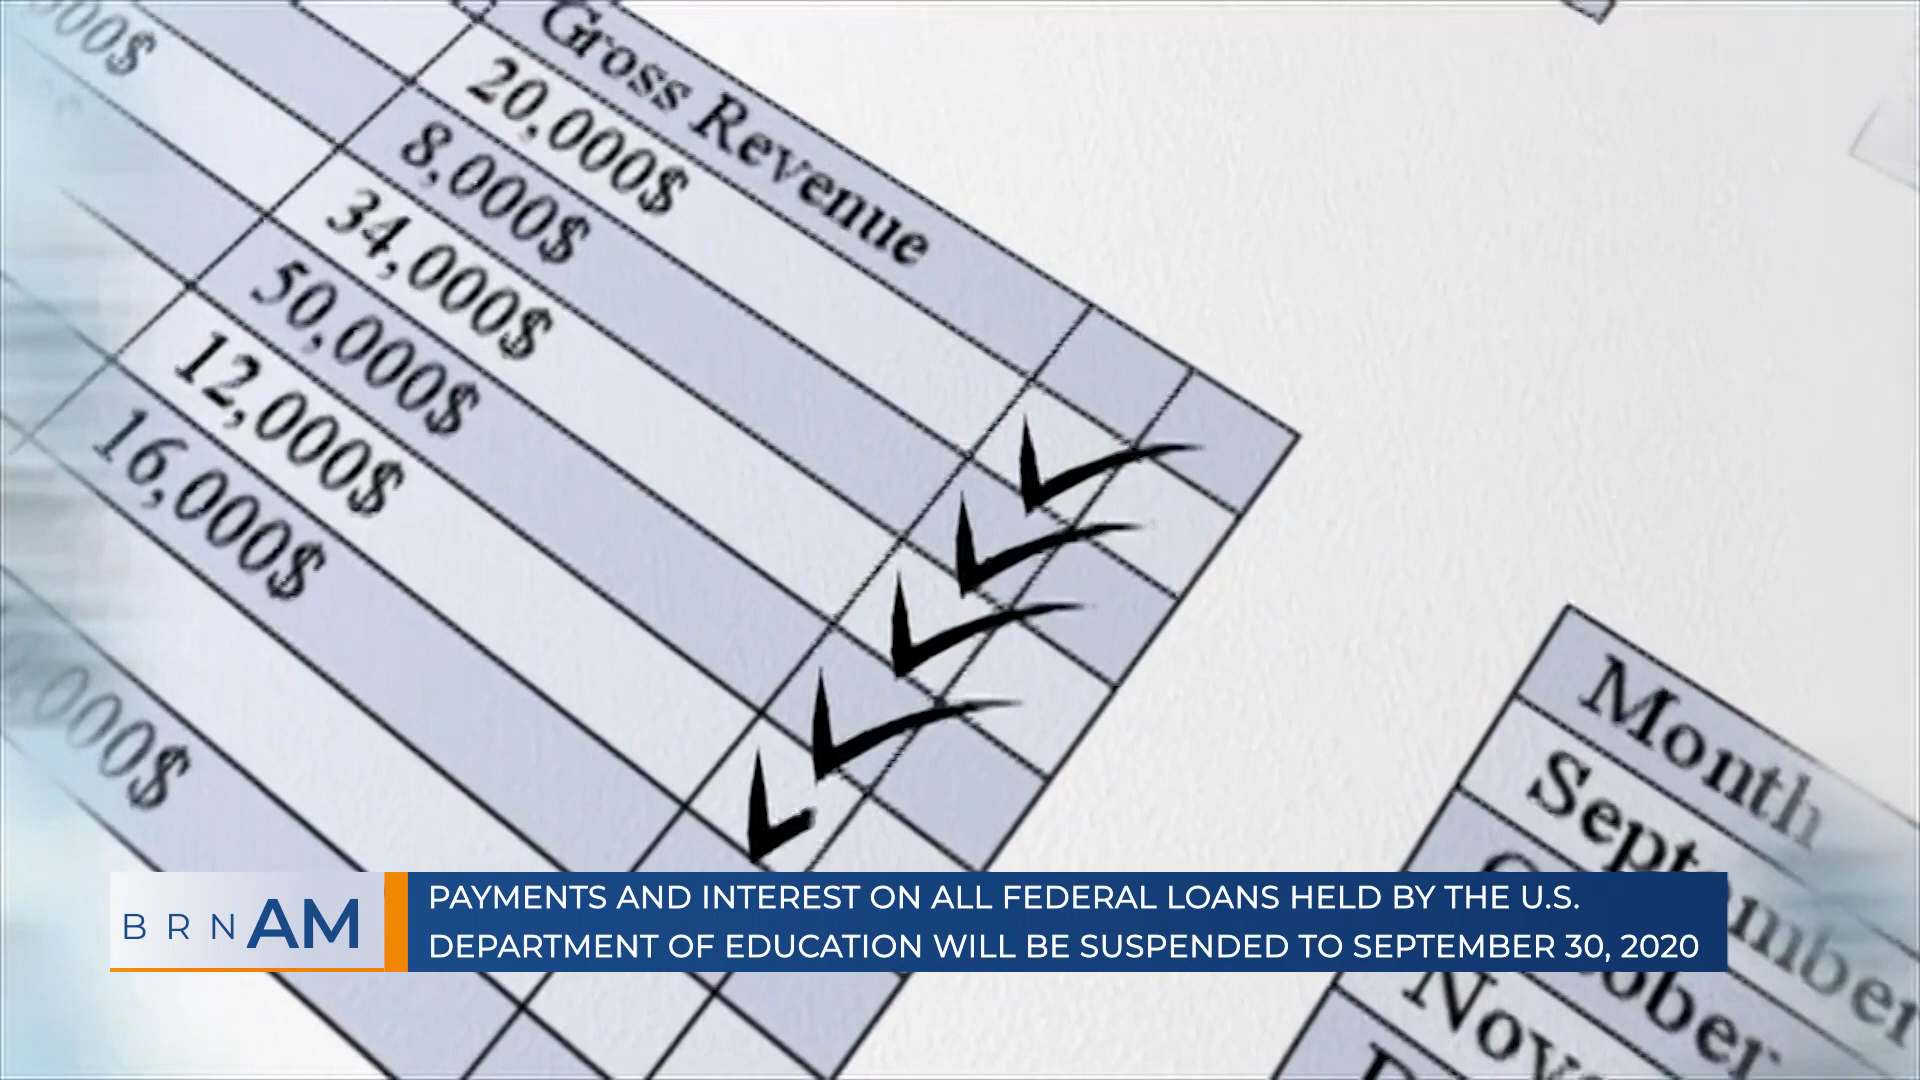 Gross Revenue
20,000$
8,000$
34,000$
50,000$
12,000$
16,000$
Month
September
Nov
BRN AM
PAYMENTS AND INTEREST ON ALL FEDERAL LOANS HELD BY THE U.S.
DEPARTMENT OF EDUCATION WILL BE SUSPENDED TO SEPTEMBER 30, 2020